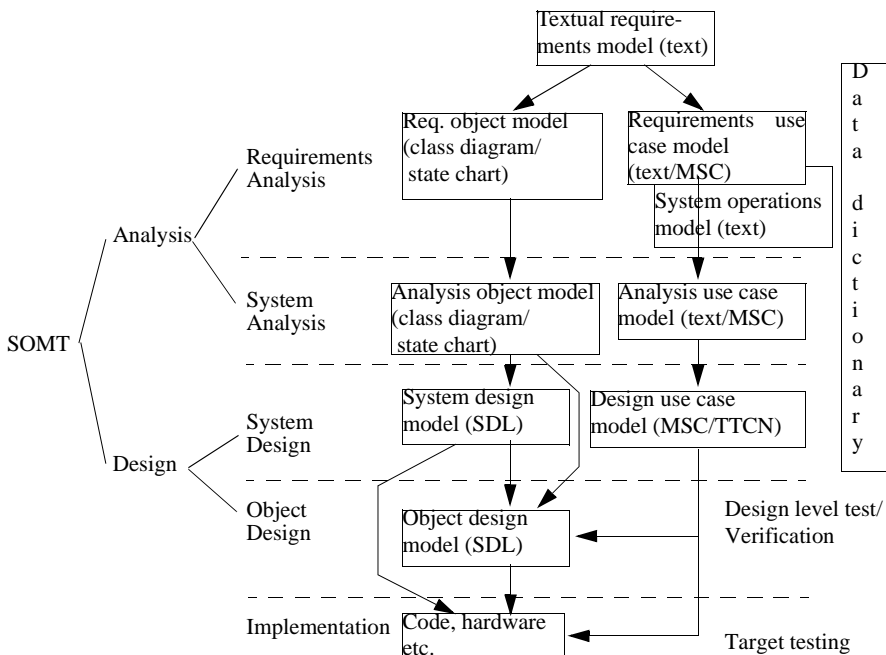 Textual require-
ments model (text)
Req. object model
(class diagram/
state chart)
Requirements use
case model
(text/MSC)
System operations
model (text)
Requirements
Analysis
Analysis
System
Analysis
Analysis object model
(class diagram/
state chart)
Analysis use case
model (text/MSC)
SOMT
System design
model (SDL)
Design use case
model (MSC/TTCN)
System
Design
Design
Object
Design
Object design
model (SDL)
Design level test/
Verification
Implementation
Code, hardware
etc.
Target testing
Data dictionary